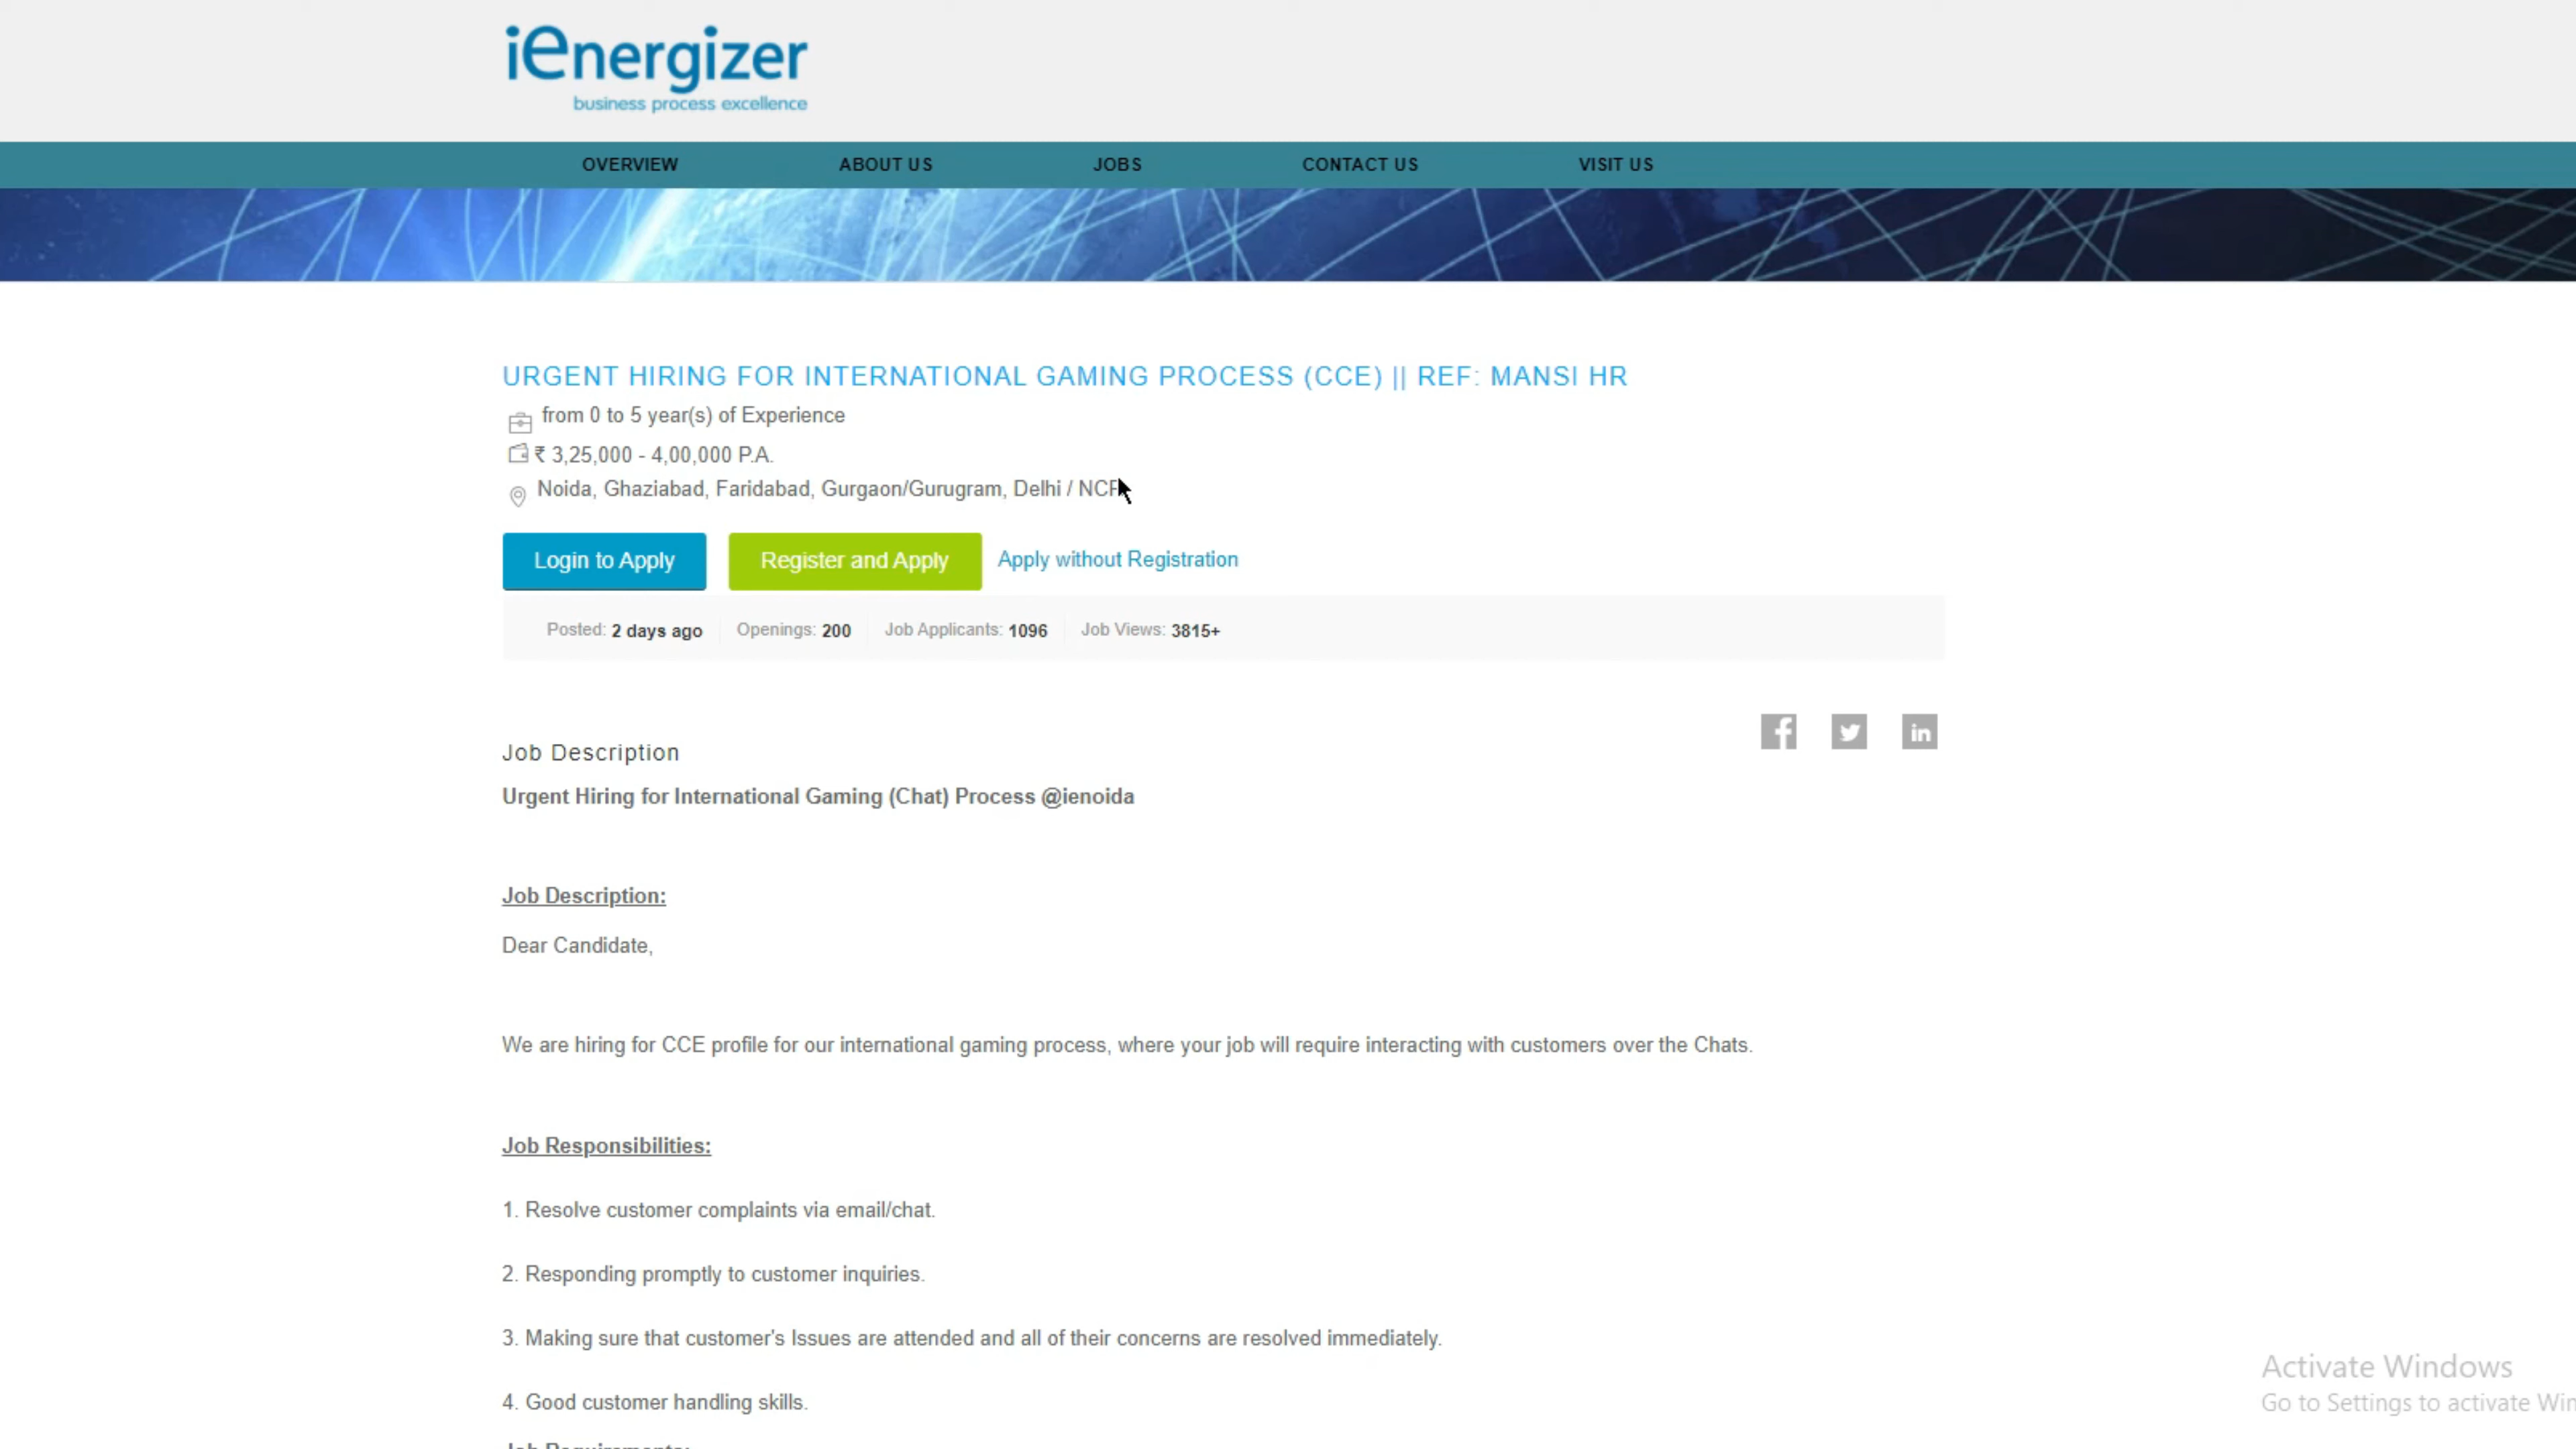 iEnergizer
business process excellence
OVERVIEW ABOUT US JOBS CONTACT US VISIT US
URGENT HIRING FOR INTERNATIONAL GAMING PROCESS (CCE) || REF: MANSI HR
from 0 to 5 year(s) of Experience
₹ 3,25,000 - 4,00,000 P.A.
Noida, Ghaziabad, Faridabad, Gurgaon/Gurugram, Delhi / NCR
Login to Apply Register and Apply Apply without Registration
Posted: 2 days ago Openings: 200 Job Applicants: 1096 Job Views: 3815+
Job Description
Urgent Hiring for International Gaming (Chat) Process @ienoida
Job Description:
Dear Candidate,
We are hiring for CCE profile for our international gaming process, where your job will require interacting with customers over the Chats.
Job Responsibilities:
1. Resolve customer complaints via email/chat.
2. Responding promptly to customer inquiries.
3. Making sure that customer's Issues are attended and all of their concerns are resolved immediately.
4. Good customer handling skills.
Job Requirements:
Activate Windows
Go to Settings to activate Win